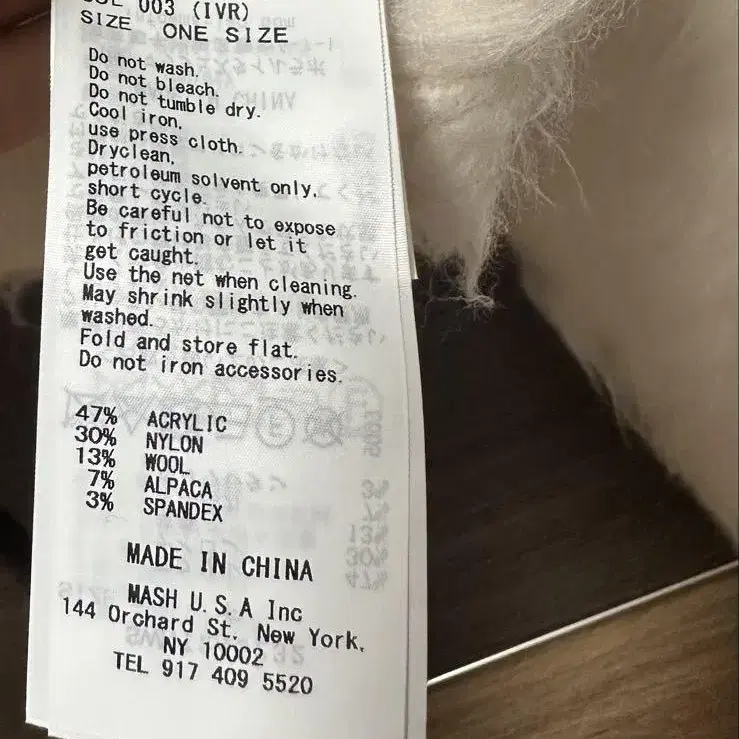 003 (IVR)
SIZE ONE SIZE
Do not wash.
Do not bleach.
Do not tumble dry.
Cool iron,
use press cloth.
Dryclean,
petroleum solvent only,
short cycle.
Be careful not to expose
to friction or let it
get caught.
Use the net when cleaning.
May shrink slightly when
washed.
Fold and store flat.
Do not iron accessories.
47% ACRYLIC
30% NYLON
13% WOOL
7% ALPACA
3% SPANDEX
MADE IN CHINA
MASH U.S.A Inc
144 Orchard St. New York,
NY 10002
TEL 917 409 5520